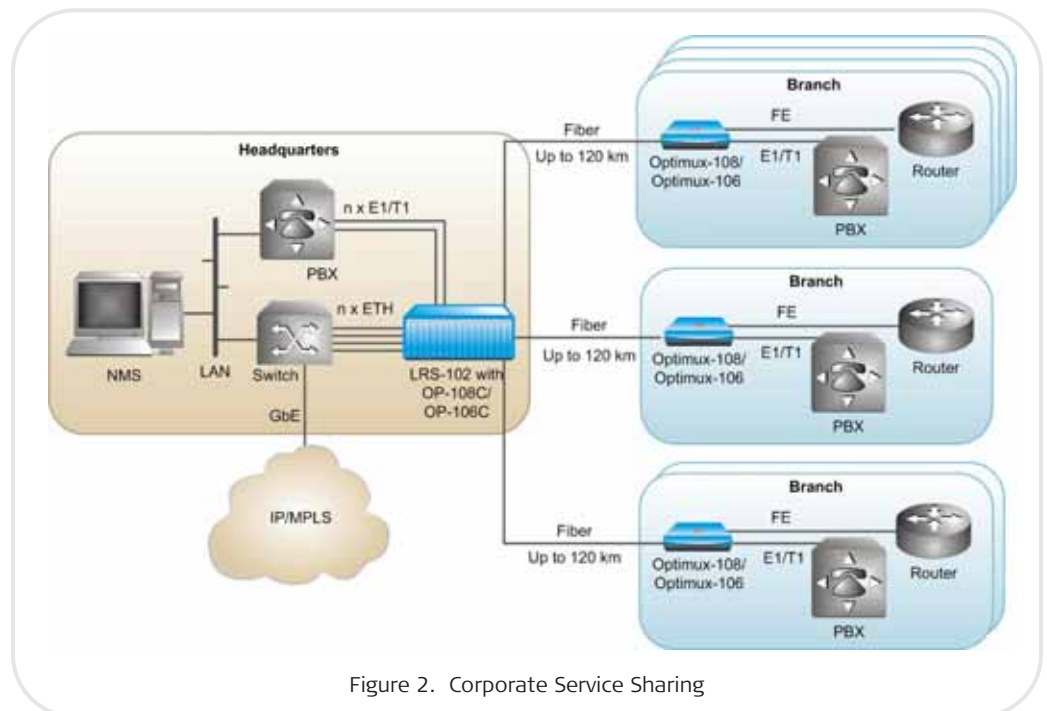 Headquarters
NMS
LAN
PBX
n x E1/T1
Switch
n x ETH
GbE
IP/MPLS
LRS-102 with
OP-108C/
OP-106C
Fiber
Up to 120 km
Branch
Optimux-108/
Optimux-106
FE
E1/T1
PBX
Router
Fiber
Up to 120 km
Branch
Optimux-108/
Optimux-106
FE
E1/T1
PBX
Router
Fiber
Up to 120 km
Branch
Optimux-108/
Optimux-106
FE
E1/T1
PBX
Router
Figure 2. Corporate Service Sharing